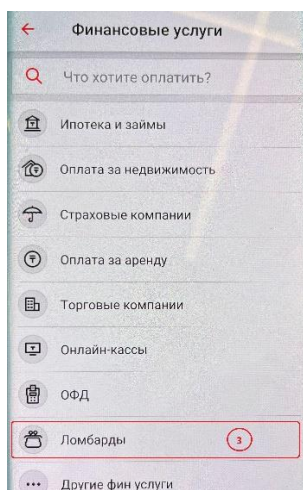 Финансовые услуги
Что хотите оплатить?
Ипотека и займы
Оплата за недвижимость
Страховые компании
Оплата за аренду
Торговые компании
Онлайн-кассы
ОФД
Ломбарды
3
Другие фин услуги